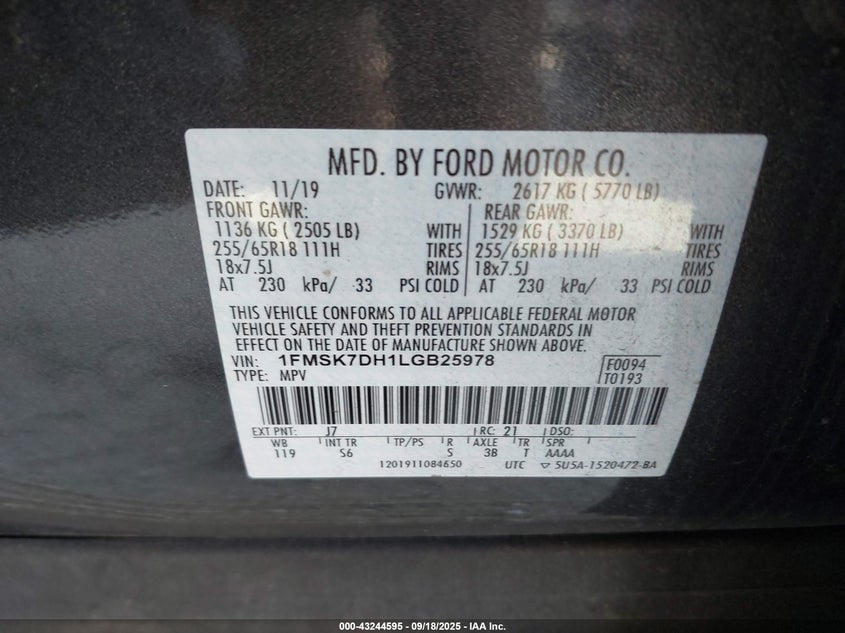 MFD. BY FORD MOTOR CO.
DATE: 11/19 GVWR: 2617 KG ( 5770 LB)
FRONT GAWR: REAR GAWR:
1136 KG ( 2505 LB) WITH 1529 KG ( 3370 LB) WITH
255/65R18 111H TIRES 255/65R18 111H TIRES
18x7.5J RIMS 18x7.5J RIMS
AT 230 kPa/ 33 PSI COLD AT 230 kPa/ 33 PSI COLD
THIS VEHICLE CONFORMS TO ALL APPLICABLE FEDERAL MOTOR
VEHICLE SAFETY AND THEFT PREVENTION STANDARDS IN
EFFECT ON THE DATE OF MANUFACTURE SHOWN ABOVE.
VIN: 1FMSK7DH1LGB25978 F0094
TYPE: MPV T0193
EXT PNT: J7 RC: 21 DSO:
WB INT TR TP/PS R AXLE TR SPR
119 S6 S 3B T AAAA
1201911084650 UTC ▽ 5U5A-1520472-BA
000-43244595 - 09/18/2025 - IAA Inc.